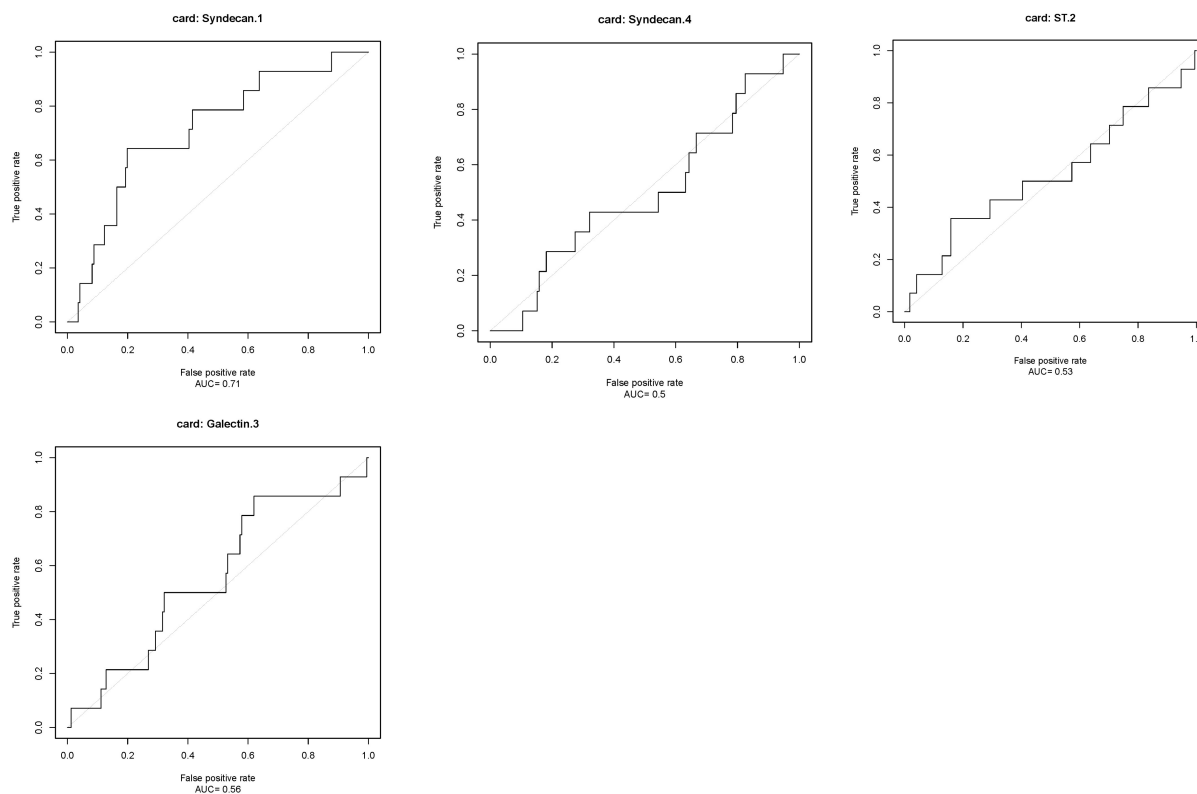 card: Syndecan.1
1.0
0.8
0.6
0.4
0.2
0.0
True positive rate
0.0 0.2 0.4 0.6 0.8 1.0
False positive rate
AUC= 0.71
card: Syndecan.4
1.0
0.8
0.6
0.4
0.2
0.0
True positive rate
0.0 0.2 0.4 0.6 0.8 1.0
False positive rate
AUC= 0.5
card: ST.2
1.0
0.8
0.6
0.4
0.2
0.0
True positive rate
0.0 0.2 0.4 0.6 0.8
False positive rate
AUC= 0.53
card: Galectin.3
1.0
0.8
0.6
0.4
0.2
0.0
True positive rate
0.0 0.2 0.4 0.6 0.8 1.0
False positive rate
AUC= 0.56